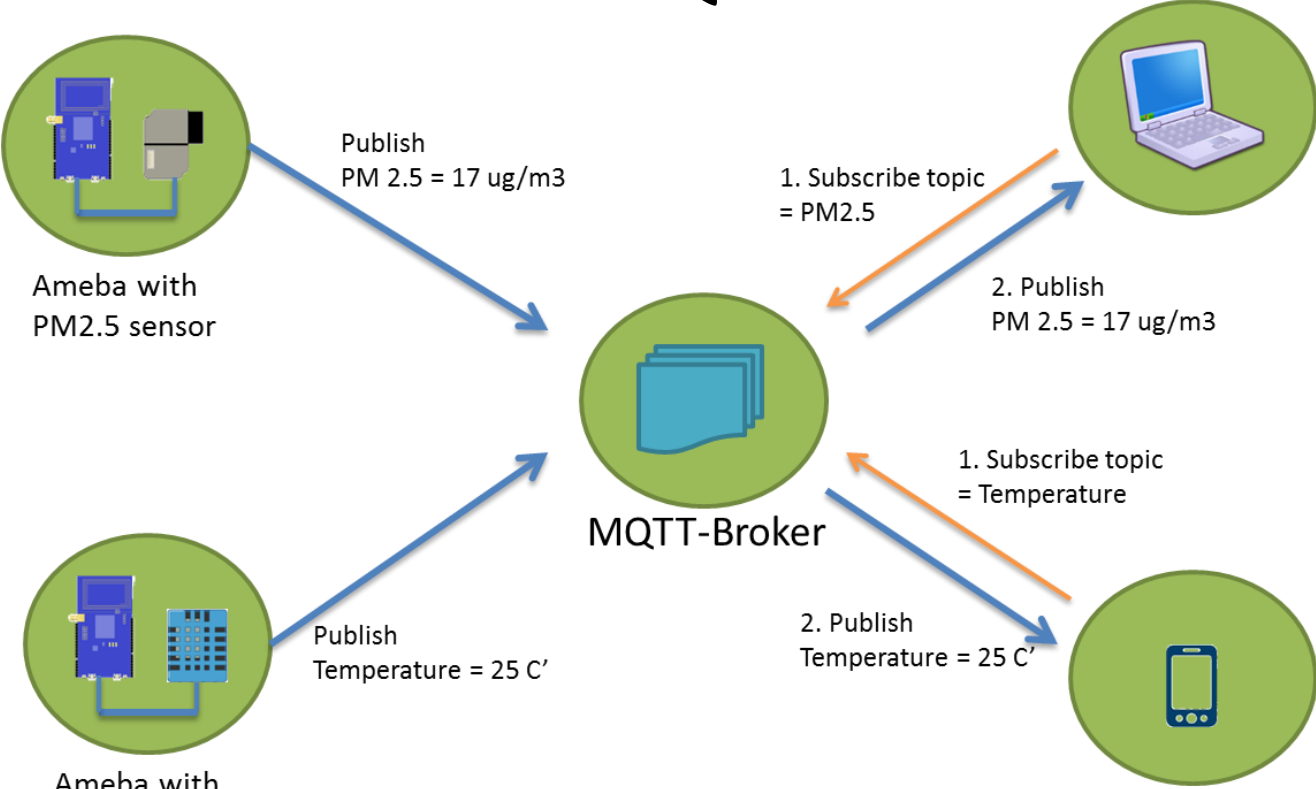 Publish
PM 2.5 = 17 ug/m3
1. Subscribe topic
= PM2.5
2. Publish
PM 2.5 = 17 ug/m3
Ameba with
PM2.5 sensor
MQTT-Broker
1. Subscribe topic
= Temperature
2. Publish
Temperature = 25 C’
Publish
Temperature = 25 C’
Ameba with